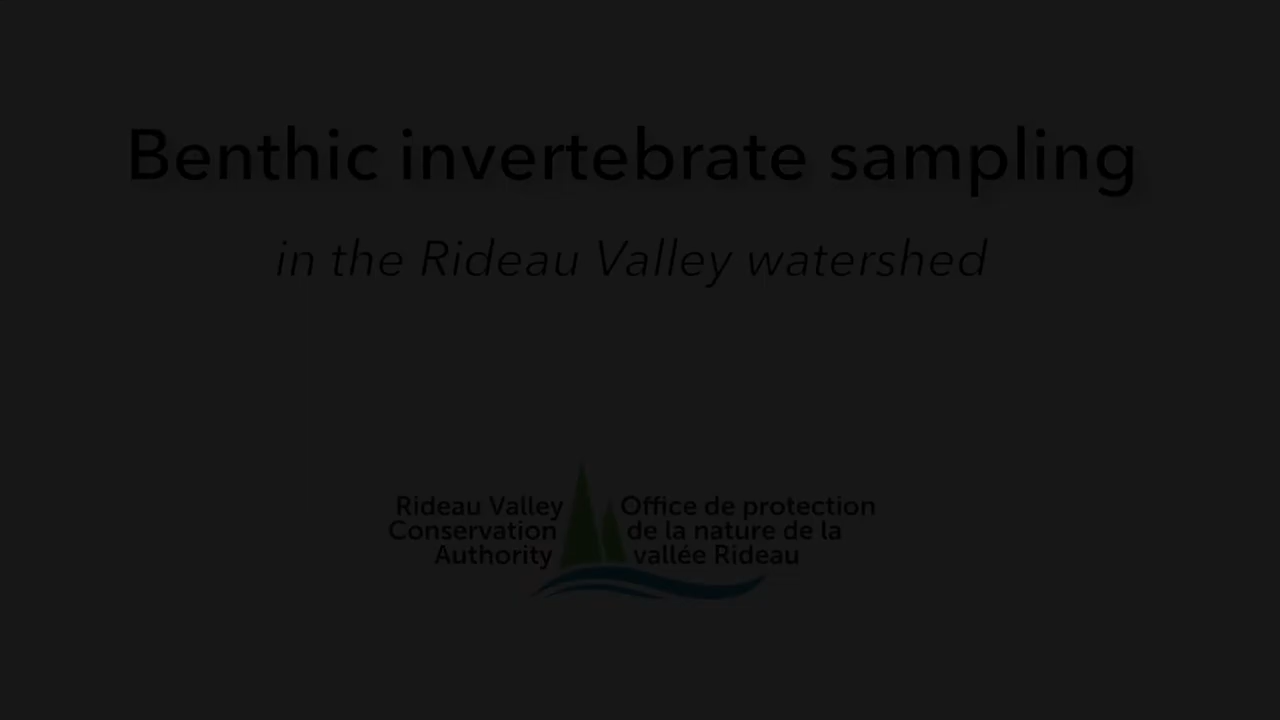 Benthic invertebrate sampling
in the Rideau Valley watershed
Rideau Valley
Conservation
Authority
Office de protection
de la nature de la
vallée Rideau